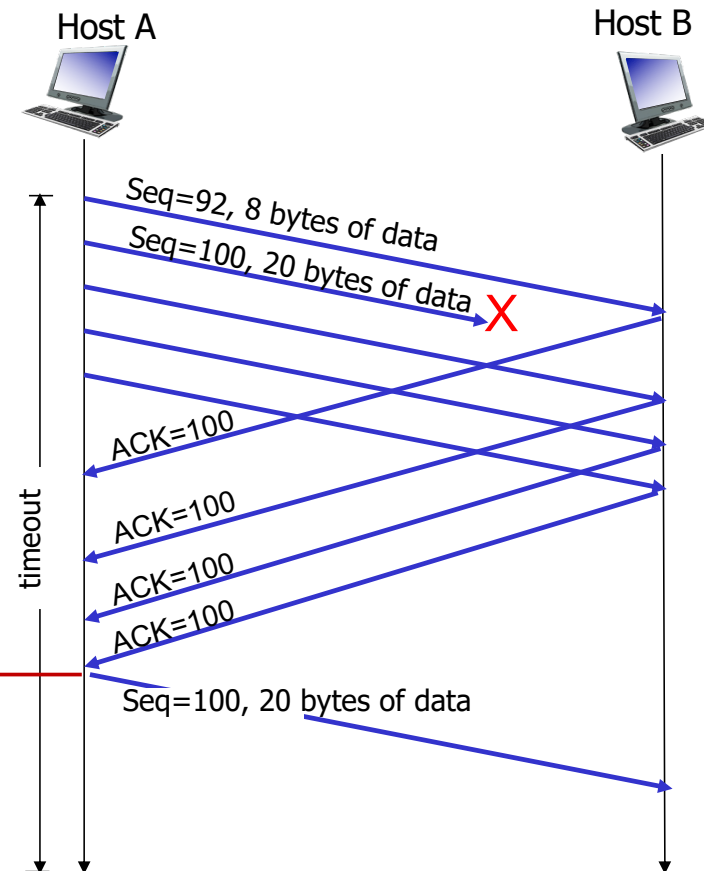 Host A
Host B
Seq=92, 8 bytes of data
Seq=100, 20 bytes of data
X
ACK=100
timeout
ACK=100
ACK=100
ACK=100
Seq=100, 20 bytes of data